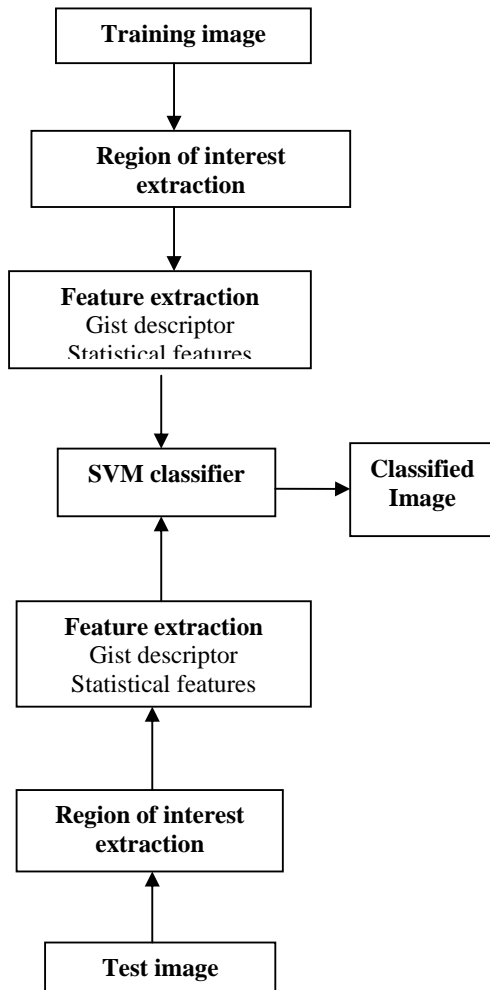 Training image
Region of interest
extraction
Feature extraction
Gist descriptor
Statistical features
SVM classifier
Classified
Image
Feature extraction
Gist descriptor
Statistical features
Region of interest
extraction
Test image